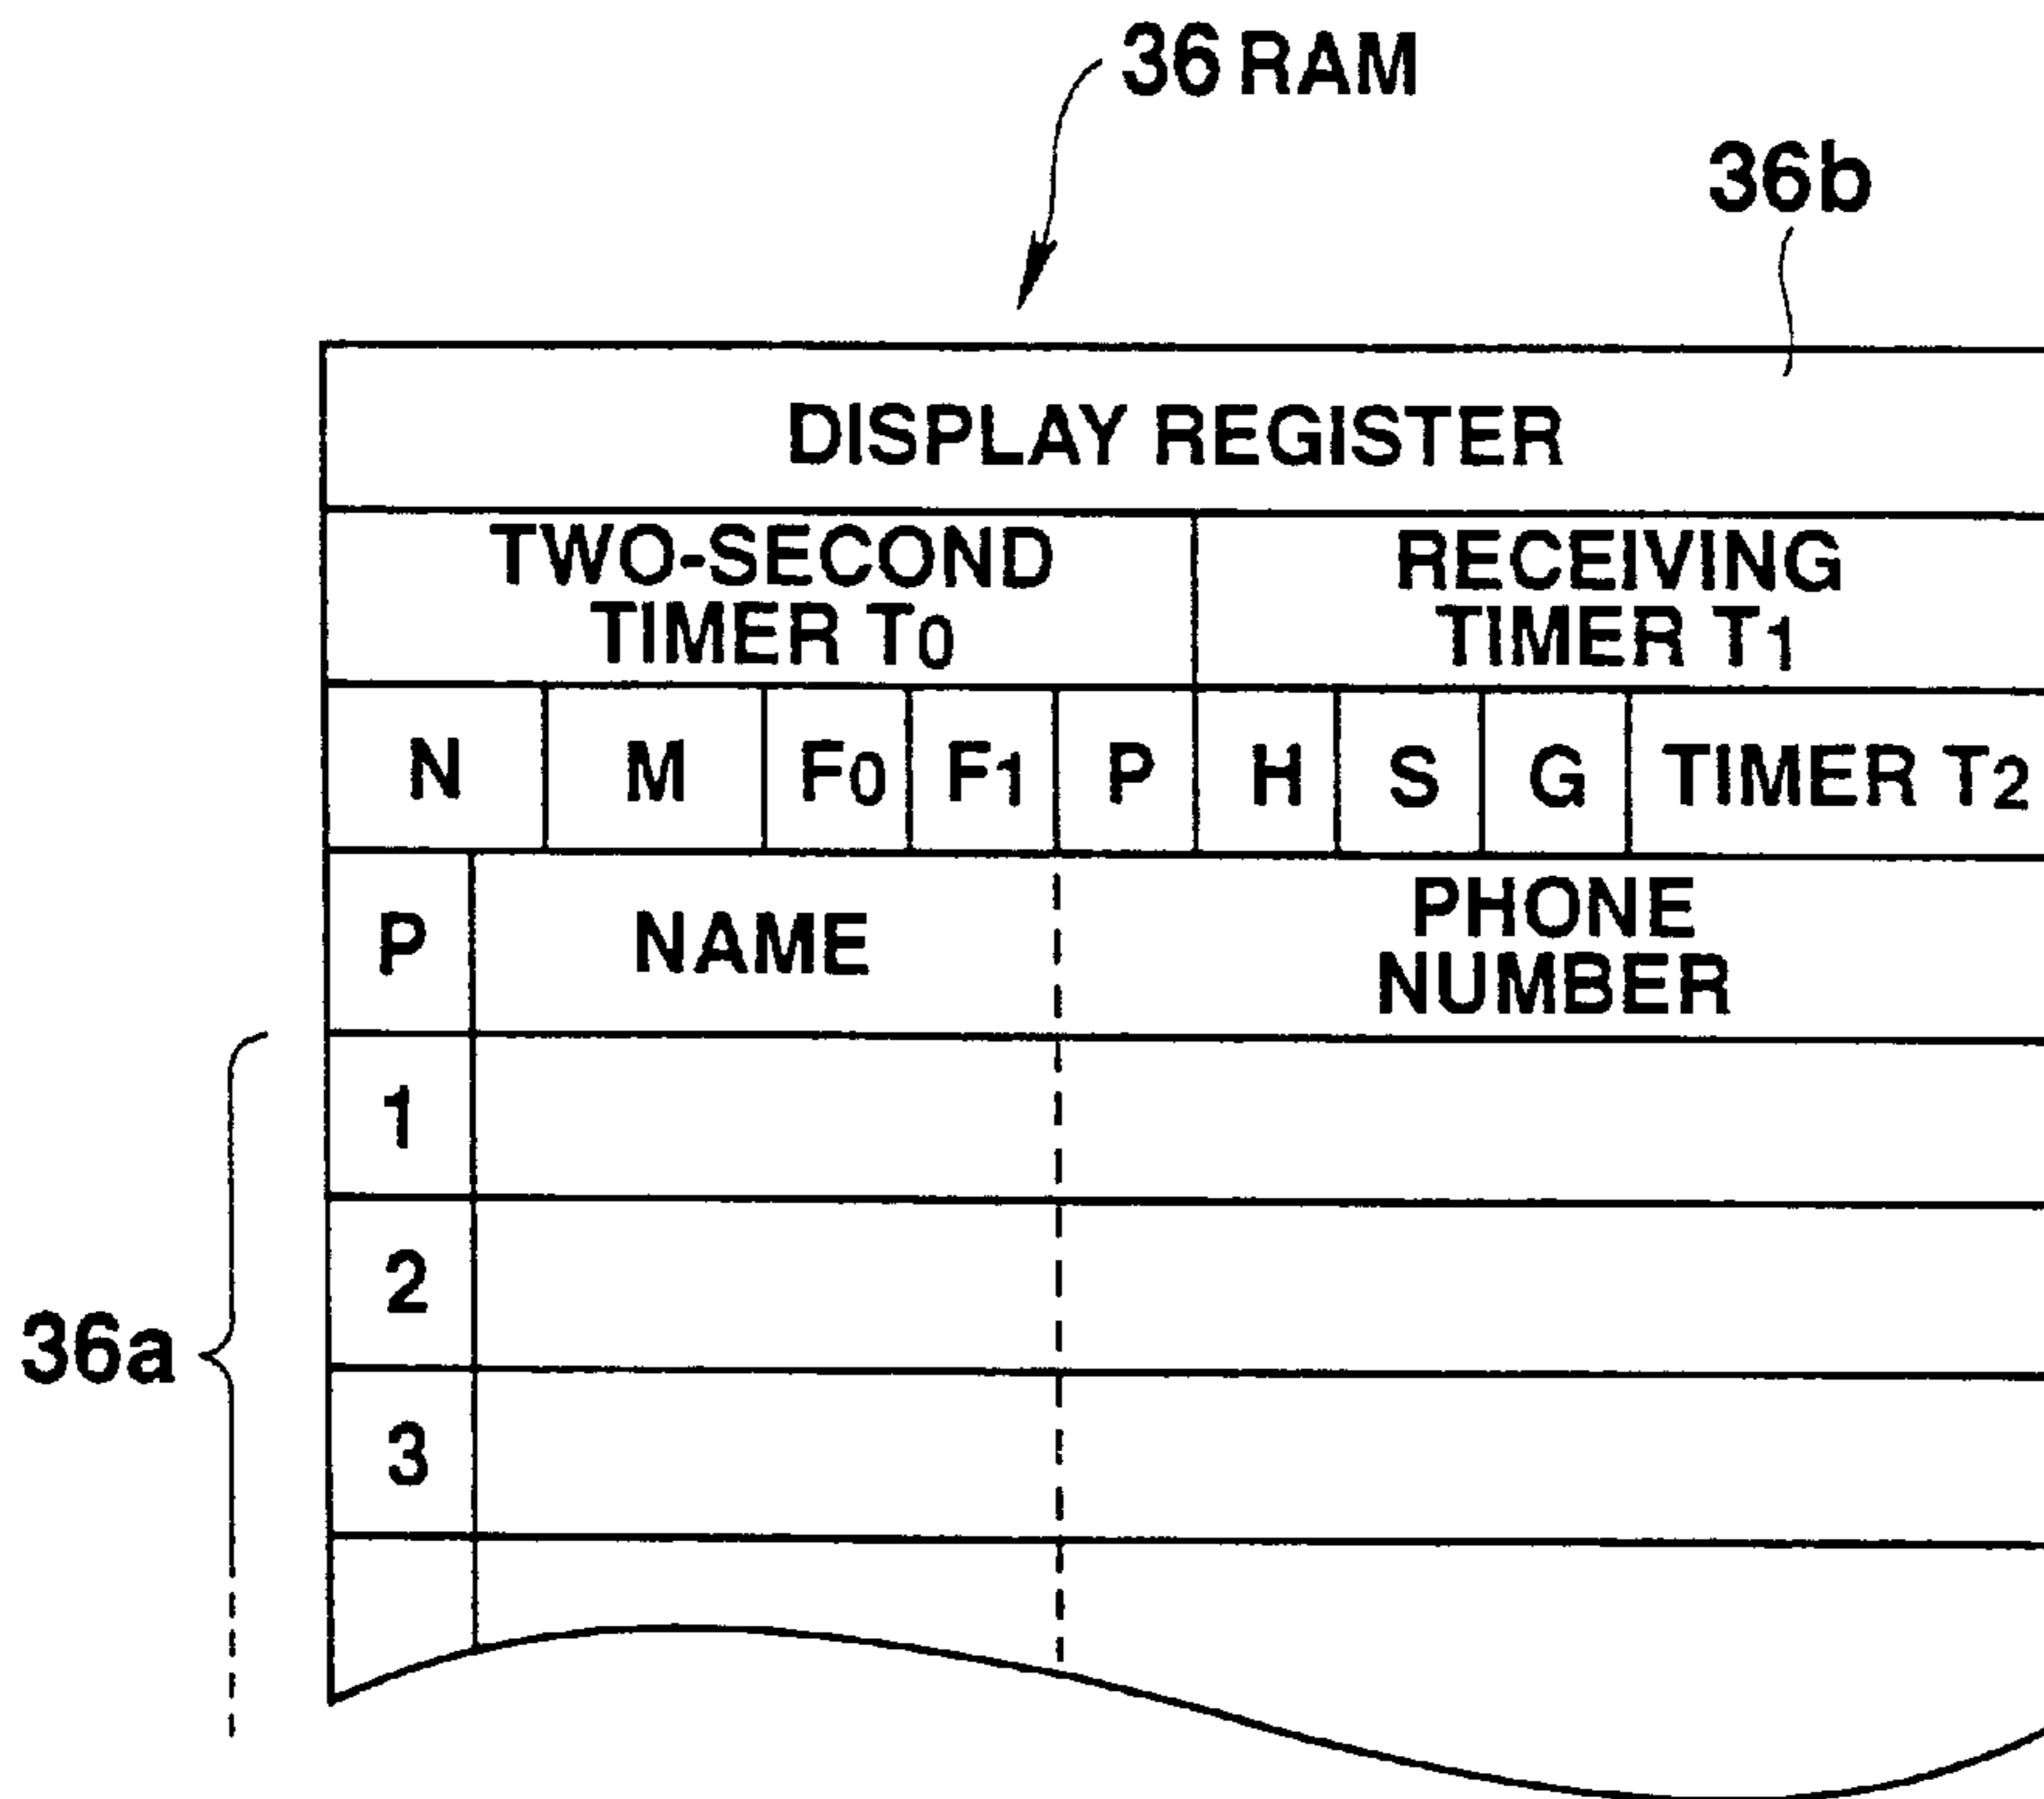 36 RAM
36b
DISPLAY REGISTER
TWO-SECOND
TIMER T0
RECEIVING
TIMER T1
N M F0 F1 P H S G TIMER T2
P NAME
PHONE
NUMBER
1
2
36a
3